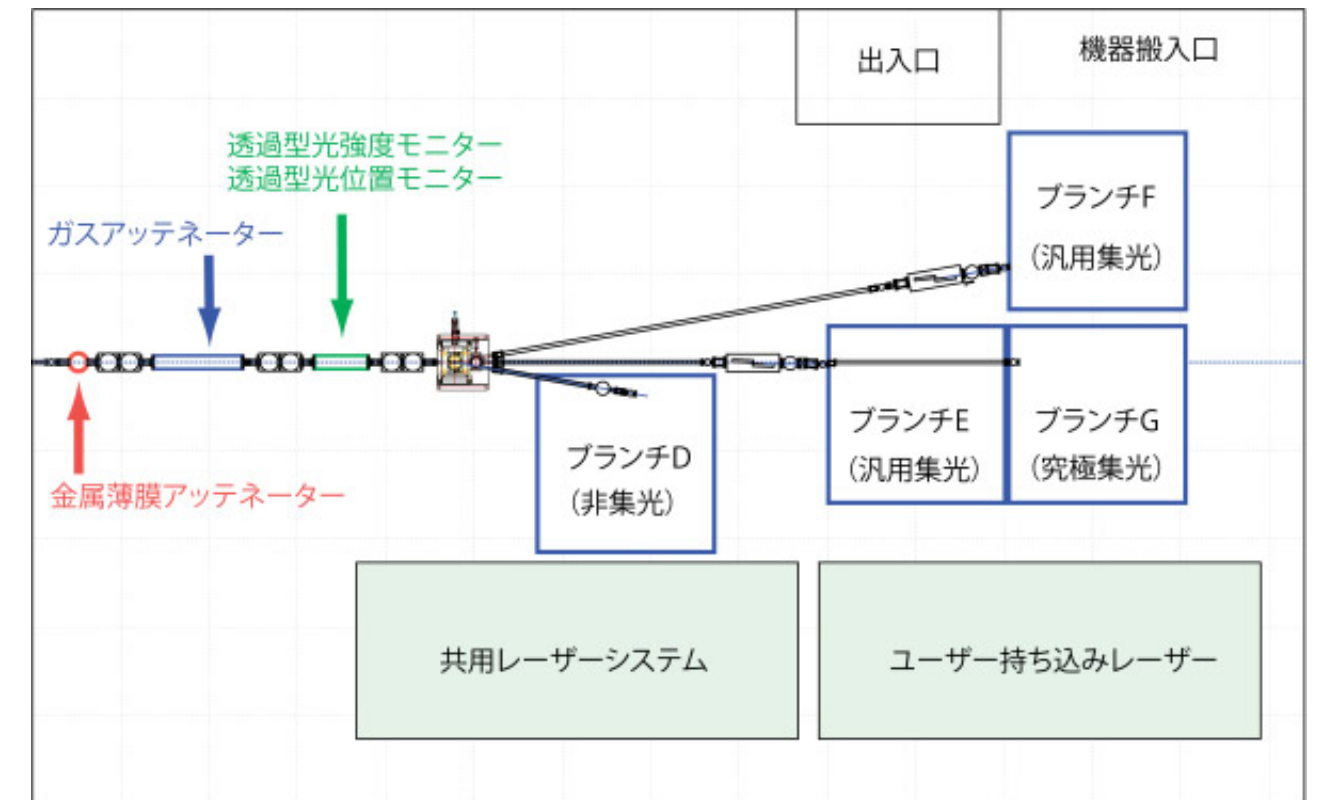 出入口
機器搬入口
透過型光強度モニター
透過型光位置モニター
ガスアッテネーター
ブランチF
（汎用集光）
金属薄膜アッテネーター
ブランチD
（非集光）
ブランチE
（汎用集光）
ブランチG
（究極集光）
共用レーザーシステム
ユーザー持ち込みレーザー